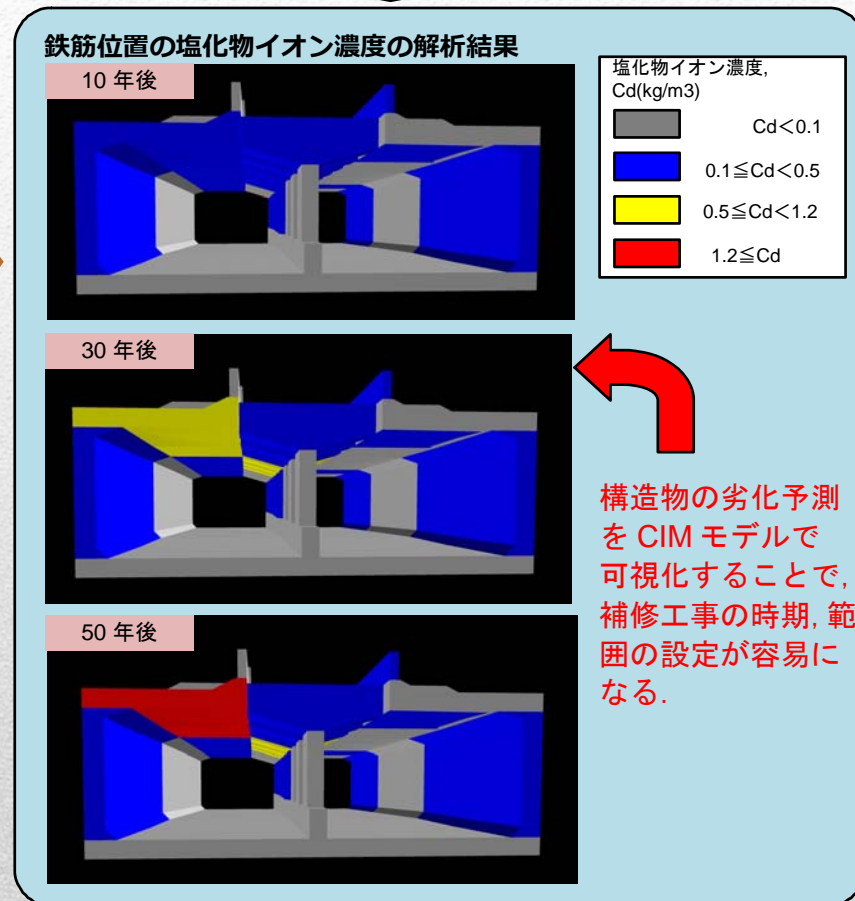 鉄筋位置の塩化物イオン濃度の解析結果
10 年後
塩化物イオン濃度,
Cd(kg/m3)
Cd＜0.1
0.1≦Cd＜0.5
0.5≦Cd＜1.2
1.2≦Cd
30 年後
構造物の劣化予測
を CIM モデルで
可視化することで,
補修工事の時期, 範
囲の設定が容易に
なる.
50 年後